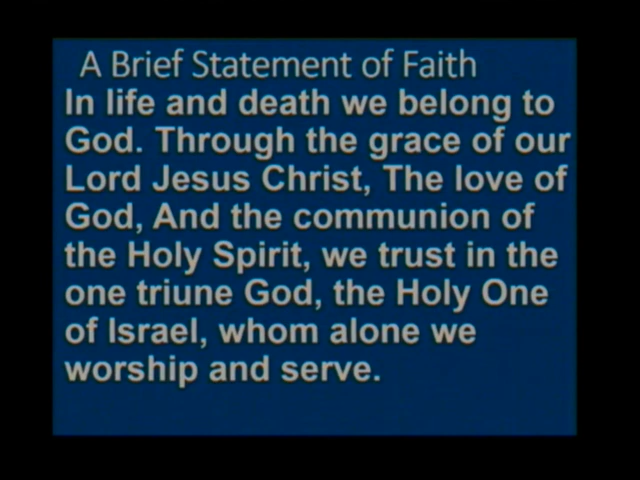 A Brief Statement of Faith
In life and death we belong to
God. Through the grace of our
Lord Jesus Christ, The love of
God, And the communion of
the Holy Spirit, we trust in the
one triune God, the Holy One
of Israel, whom alone we
worship and serve.